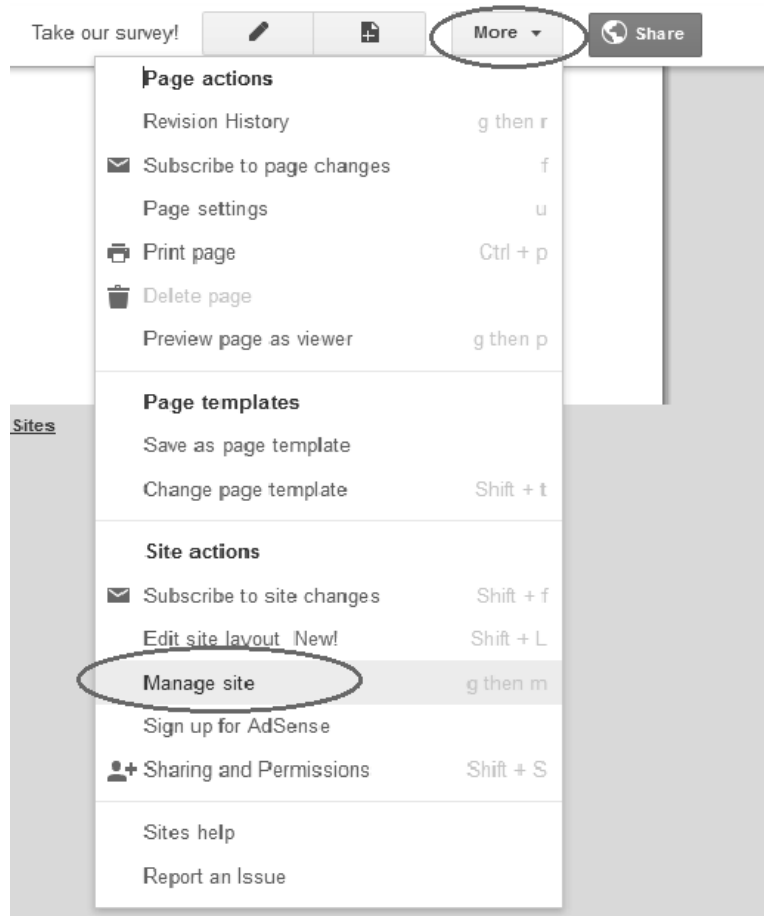 Take our survey! More Share
Page actions
Revision History g then r
Subscribe to page changes f
Page settings u
Print page Ctrl + p
Delete page
Preview page as viewer g then p
Page templates
Sites
Save as page template
Change page template Shift + t
Site actions
Subscribe to site changes Shift + f
Edit site layout New! Shift + L
Manage site g then m
Sign up for AdSense
Sharing and Permissions Shift + S
Sites help
Report an Issue